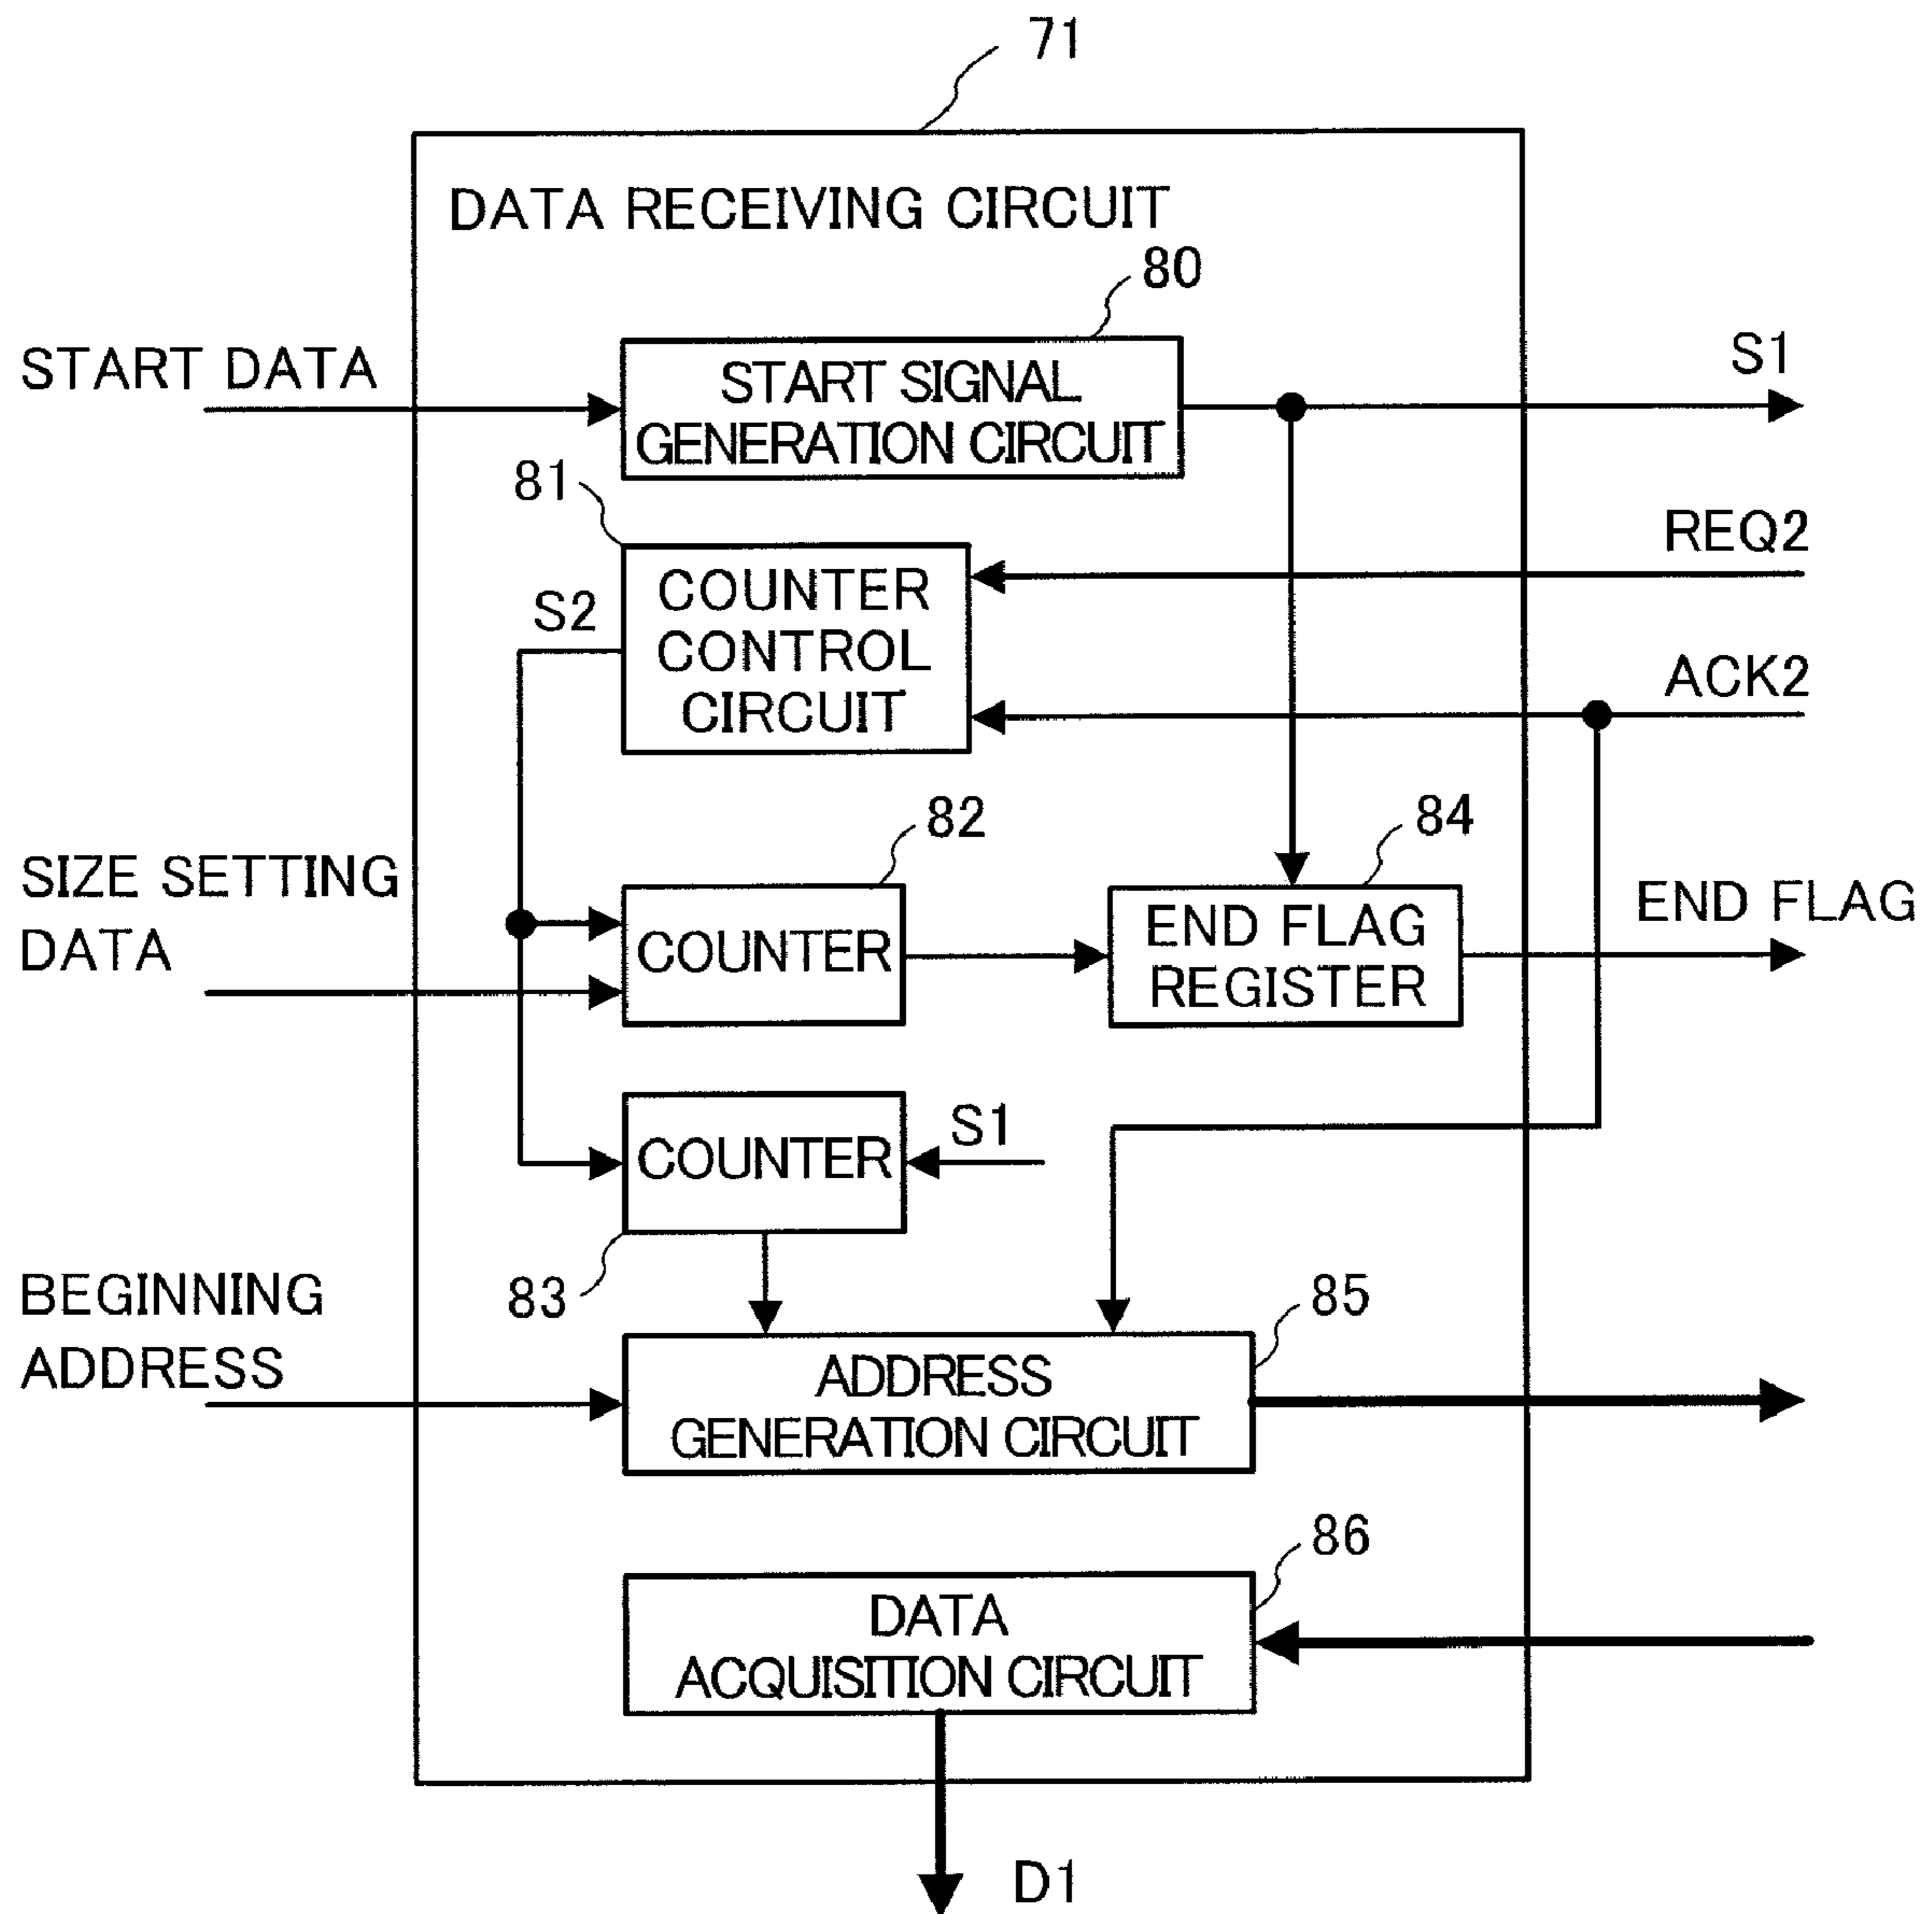 71
DATA RECEIVING CIRCUIT
80
START DATA
START SIGNAL
GENERATION CIRCUIT
S1
81
REQ2
COUNTER
CONTROL
CIRCUIT
S2
ACK2
82
84
SIZE SETTING
DATA
COUNTER
END FLAG
REGISTER
END FLAG
COUNTER
S1
83
85
BEGINNING
ADDRESS
ADDRESS
GENERATION CIRCUIT
86
DATA
ACQUISITION CIRCUIT
D1